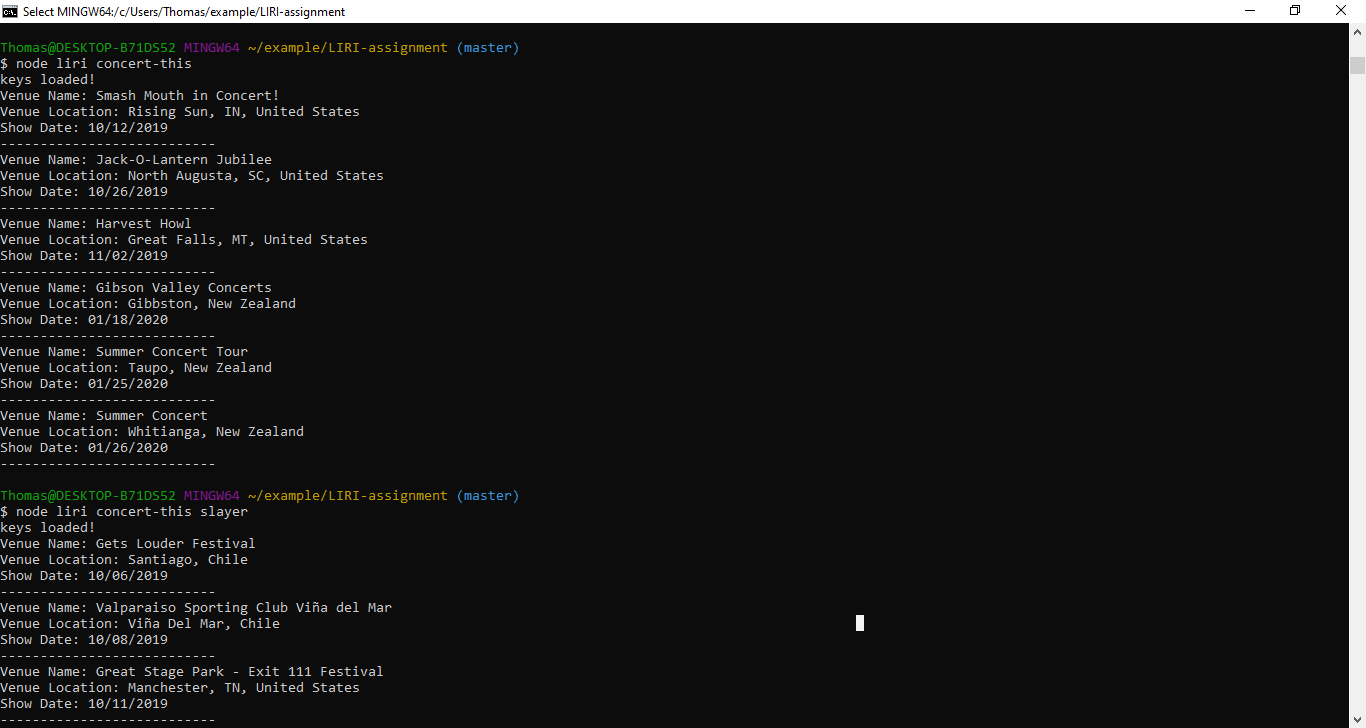 Select MINGW64:/c/Users/Thomas/example/LIRI-assignment
Thomas@DESKTOP-B71DS52 MINGW64 ~/example/LIRI-assignment (master)
$ node liri concert-this
keys loaded!
Venue Name: Smash Mouth in Concert!
Venue Location: Rising Sun, IN, United States
Show Date: 10/12/2019
---------------------------
Venue Name: Jack-O-Lantern Jubilee
Venue Location: North Augusta, SC, United States
Show Date: 10/26/2019
---------------------------
Venue Name: Harvest Howl
Venue Location: Great Falls, MT, United States
Show Date: 11/02/2019
---------------------------
Venue Name: Gibson Valley Concerts
Venue Location: Gibbston, New Zealand
Show Date: 01/18/2020
---------------------------
Venue Name: Summer Concert Tour
Venue Location: Taupo, New Zealand
Show Date: 01/25/2020
---------------------------
Venue Name: Summer Concert
Venue Location: Whitianga, New Zealand
Show Date: 01/26/2020
---------------------------
Thomas@DESKTOP-B71DS52 MINGW64 ~/example/LIRI-assignment (master)
$ node liri concert-this slayer
keys loaded!
Venue Name: Gets Louder Festival
Venue Location: Santiago, Chile
Show Date: 10/06/2019
---------------------------
Venue Name: Valparaiso Sporting Club Viña del Mar
Venue Location: Viña Del Mar, Chile
Show Date: 10/08/2019
---------------------------
Venue Name: Great Stage Park - Exit 111 Festival
Venue Location: Manchester, TN, United States
Show Date: 10/11/2019
---------------------------